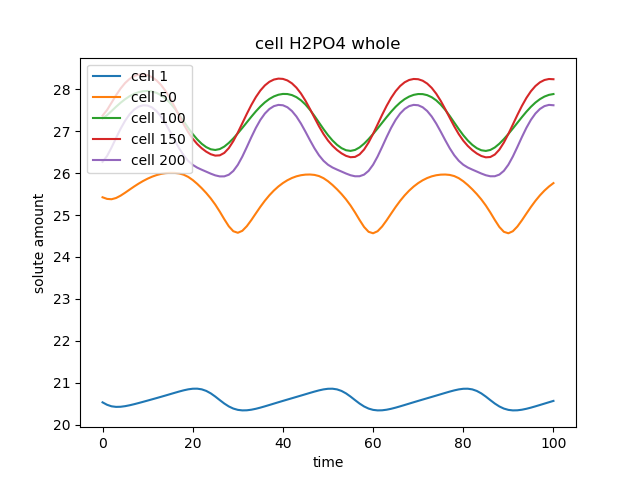 cell H2PO4 whole
cell 1
cell 50
cell 100
cell 150
cell 200
solute amount
28
27
26
25
24
23
22
21
20
0 20 40 60 80 100
time